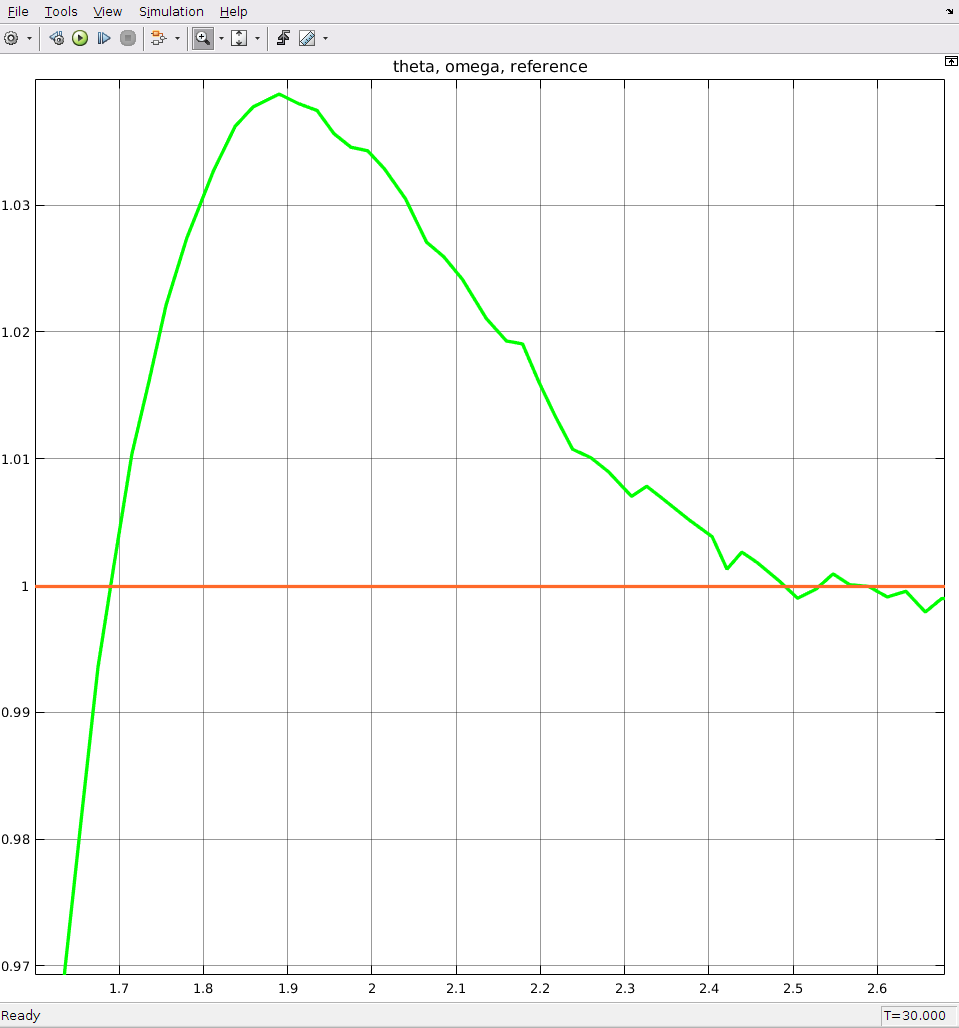 File Tools View Simulation Help
theta, omega, reference
1.03
1.02
1.01
1
0.99
0.98
0.97
1.7 1.8 1.9 2 2.1 2.2 2.3 2.4 2.5 2.6
Ready T=30.000